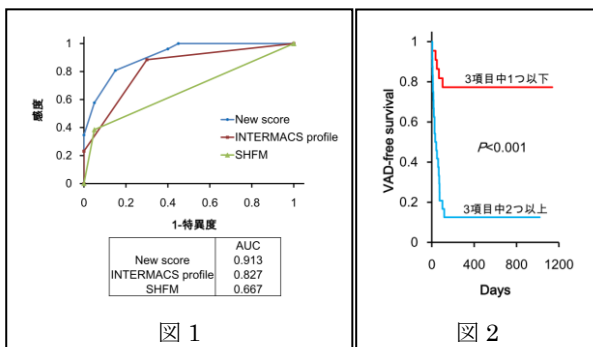 1
0.8
0.6
0.4
0.2
0
感度
0 0.2 0.4 0.6 0.8 1
1-特異度
New score
INTERMACS profile
SHFM
AUC
New score 0.913
INTERMACS profile 0.827
SHFM 0.667
図 1
1
0.8
0.6
0.4
0.2
0
VAD-free survival
3項目中1つ以下
P<0.001
3項目中2つ以上
0 400 800 1200
Days
図 2